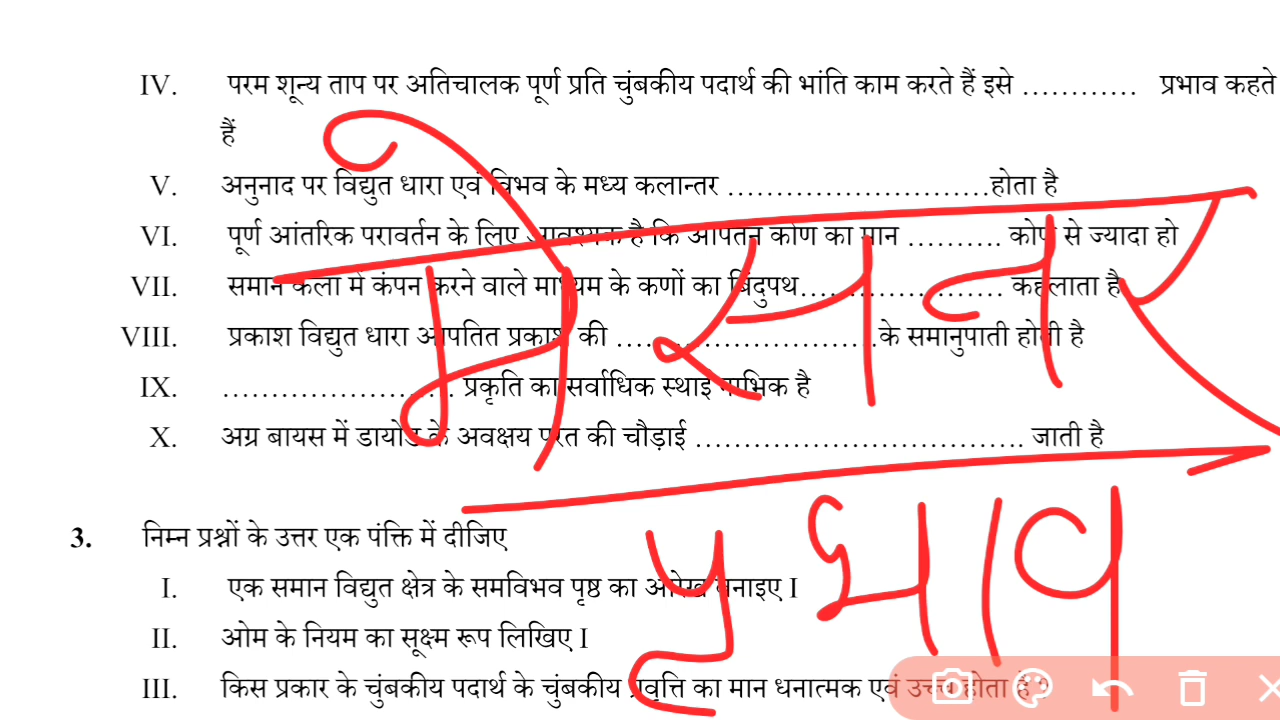 IV. परम शून्य ताप पर अतिचालक पूर्ण प्रति चुंबकीय पदार्थ की भांति काम करते हैं इसे ............ प्रभाव कहते
हैं
V. अनुनाद पर विद्युत धारा एवं विभव के मध्य कलान्तर ...........................होता है
VI. पूर्ण आंतरिक परावर्तन के लिए आवश्यक है कि आपतन कोण का मान .......... कोण से ज्यादा हो
VII. समान कला में कंपन करने वाले माध्यम के कणों का बिंदुपथ..................... कहलाता है
VIII. प्रकाश विद्युत धारा आपतित प्रकाश की ...........................के समानुपाती होती है
IX. ........................ प्रकृति का सर्वाधिक स्थाई नाभिक है
X. अग्र बायस में डायोड के अवक्षय परत की चौड़ाई .................................. जाती है
मेसनर
प्रभाव
3. निम्न प्रश्नों के उत्तर एक पंक्ति में दीजिए
I. एक समान विद्युत क्षेत्र के समविभव पृष्ठ का आरेख बनाइए I
II. ओम के नियम का सूक्ष्म रूप लिखिए I
III. किस प्रकार के चुंबकीय पदार्थ के चुंबकीय प्रवृत्ति का मान धनात्मक एवं उच्च होता है ?